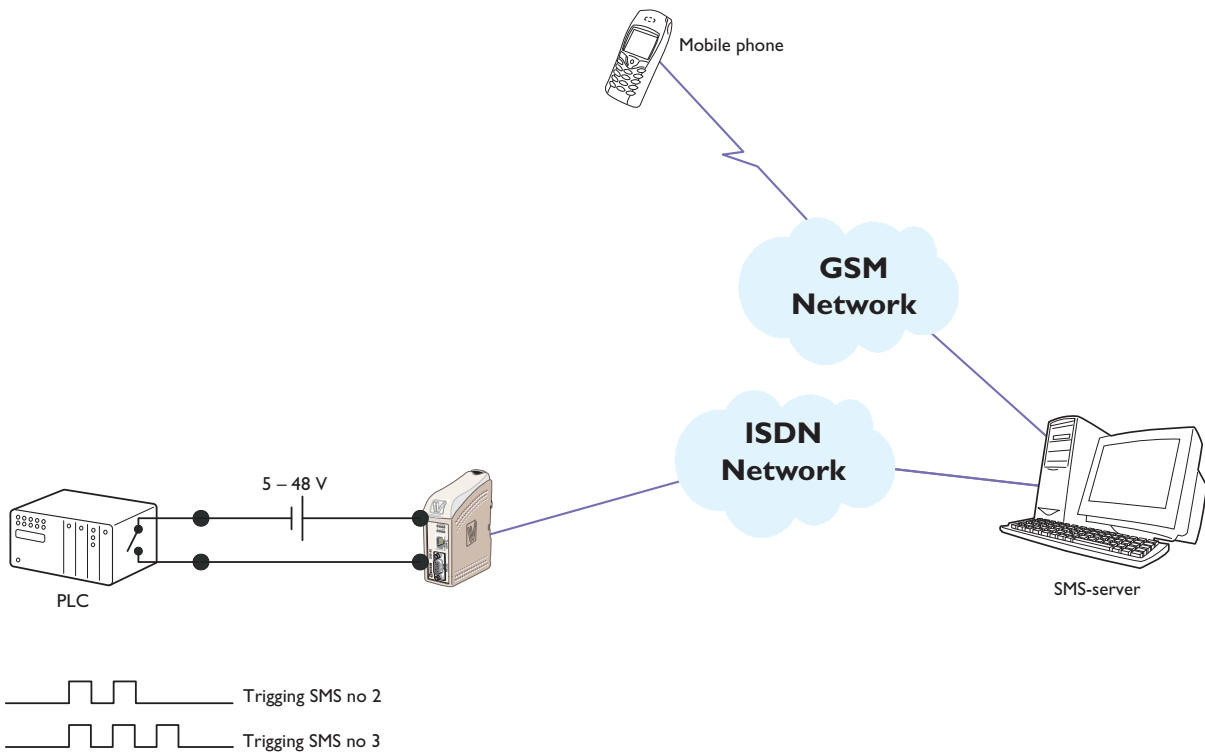 Mobile phone
GSM
Network
ISDN
Network
5 – 48 V
PLC
SMS-server
Trigging SMS no 2
Trigging SMS no 3